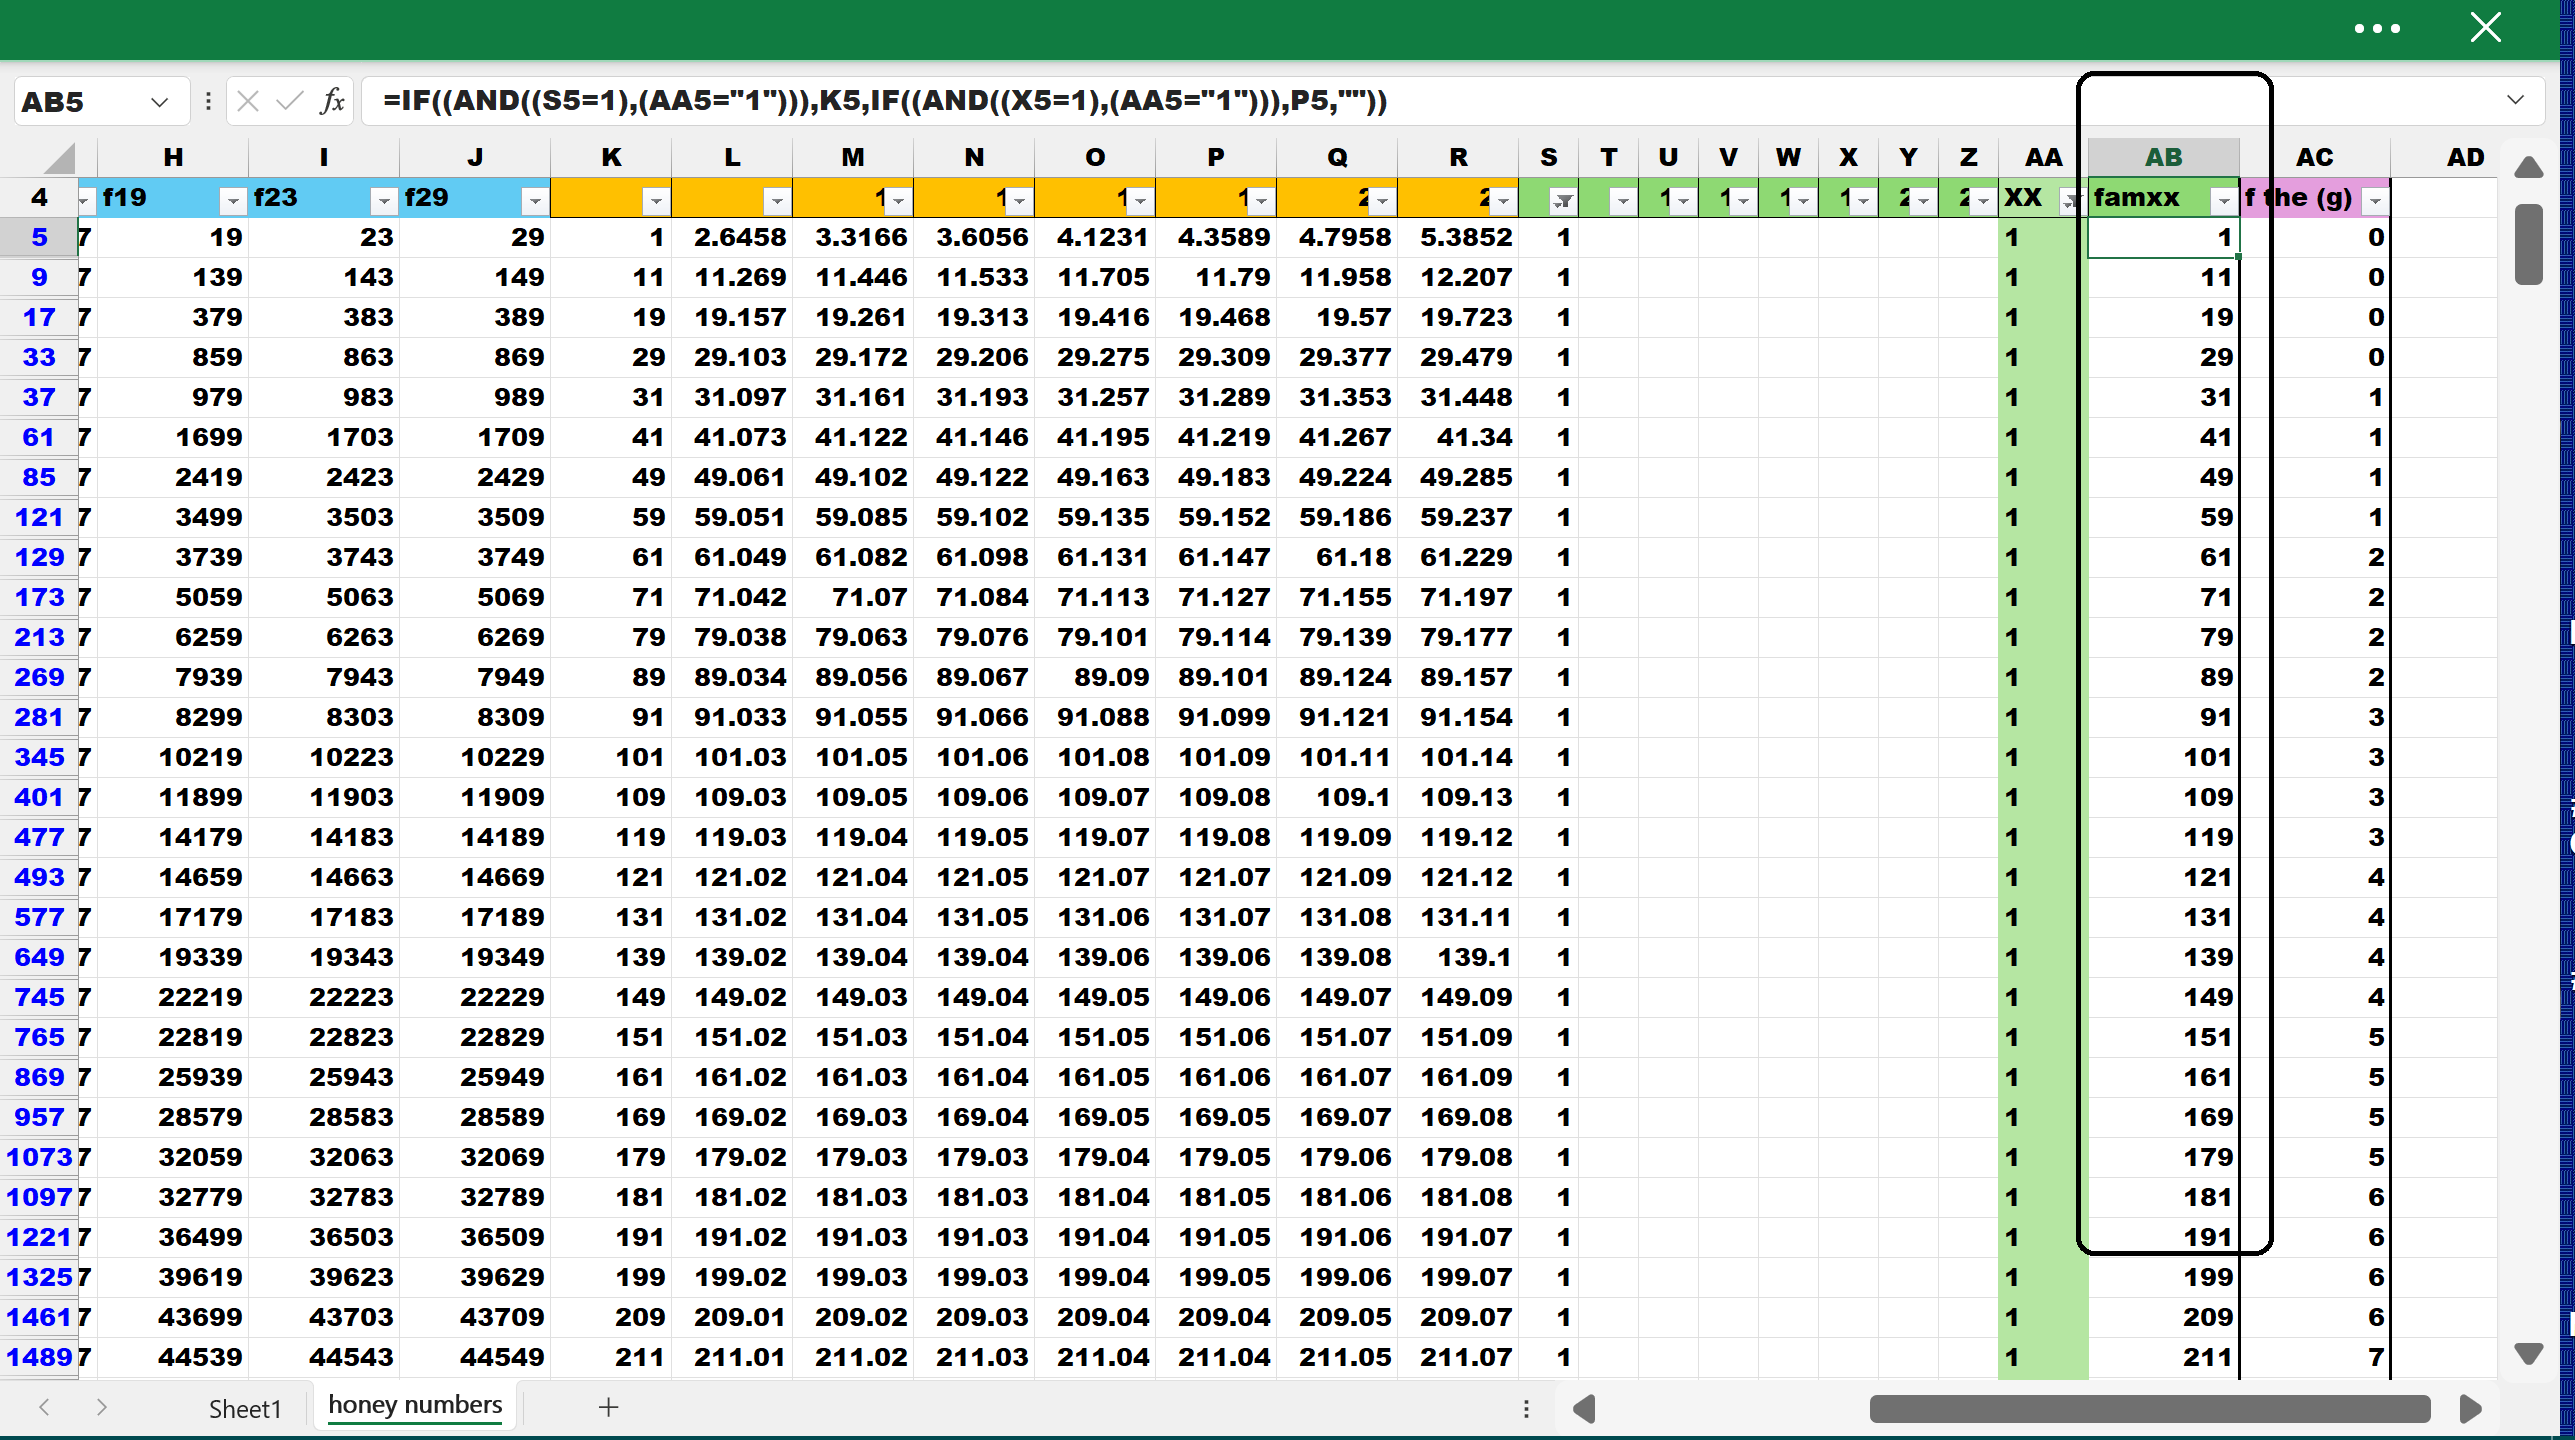 AB5 fx =IF((AND((S5=1),(AA5="1"))),K5,IF((AND((X5=1),(AA5="1"))),P5,""))
H I J K L M N O P Q R S T U V W X Y Z AA AB AC AD
4 f19 f23 f29 1 1 1 1 2 2 1 1 1 1 2 2 XX famxx f the (g)
5 7 19 23 29 1 2.6458 3.3166 3.6056 4.1231 4.3589 4.7958 5.3852 1 1 1 0
9 7 139 143 149 11 11.269 11.446 11.533 11.705 11.79 11.958 12.207 1 1 11 0
17 7 379 383 389 19 19.157 19.261 19.313 19.416 19.468 19.57 19.723 1 1 19 0
33 7 859 863 869 29 29.103 29.172 29.206 29.275 29.309 29.377 29.479 1 1 29 0
37 7 979 983 989 31 31.097 31.161 31.193 31.257 31.289 31.353 31.448 1 1 31 1
61 7 1699 1703 1709 41 41.073 41.122 41.146 41.195 41.219 41.267 41.34 1 1 41 1
85 7 2419 2423 2429 49 49.061 49.102 49.122 49.163 49.183 49.224 49.285 1 1 49 1
121 7 3499 3503 3509 59 59.051 59.085 59.102 59.135 59.152 59.186 59.237 1 1 59 1
129 7 3739 3743 3749 61 61.049 61.082 61.098 61.131 61.147 61.18 61.229 1 1 61 2
173 7 5059 5063 5069 71 71.042 71.07 71.084 71.113 71.127 71.155 71.197 1 1 71 2
213 7 6259 6263 6269 79 79.038 79.063 79.076 79.101 79.114 79.139 79.177 1 1 79 2
269 7 7939 7943 7949 89 89.034 89.056 89.067 89.09 89.101 89.124 89.157 1 1 89 2
281 7 8299 8303 8309 91 91.033 91.055 91.066 91.088 91.099 91.121 91.154 1 1 91 3
345 7 10219 10223 10229 101 101.03 101.05 101.06 101.08 101.09 101.11 101.14 1 1 101 3
401 7 11899 11903 11909 109 109.03 109.05 109.06 109.07 109.08 109.1 109.13 1 1 109 3
477 7 14179 14183 14189 119 119.03 119.04 119.05 119.07 119.08 119.09 119.12 1 1 119 3
493 7 14659 14663 14669 121 121.02 121.04 121.05 121.07 121.07 121.09 121.12 1 1 121 4
577 7 17179 17183 17189 131 131.02 131.04 131.05 131.06 131.07 131.08 131.11 1 1 131 4
649 7 19339 19343 19349 139 139.02 139.04 139.04 139.06 139.06 139.08 139.1 1 1 139 4
745 7 22219 22223 22229 149 149.02 149.03 149.04 149.05 149.06 149.07 149.09 1 1 149 4
765 7 22819 22823 22829 151 151.02 151.03 151.04 151.05 151.06 151.07 151.09 1 1 151 5
869 7 25939 25943 25949 161 161.02 161.03 161.04 161.05 161.06 161.07 161.09 1 1 161 5
957 7 28579 28583 28589 169 169.02 169.03 169.04 169.05 169.05 169.07 169.08 1 1 169 5
1073 7 32059 32063 32069 179 179.02 179.03 179.03 179.04 179.05 179.06 179.08 1 1 179 5
1097 7 32779 32783 32789 181 181.02 181.03 181.03 181.04 181.05 181.06 181.08 1 1 181 6
1221 7 36499 36503 36509 191 191.02 191.03 191.03 191.04 191.05 191.06 191.07 1 1 191 6
1325 7 39619 39623 39629 199 199.02 199.03 199.03 199.04 199.05 199.06 199.07 1 1 199 6
1461 7 43699 43703 43709 209 209.01 209.02 209.03 209.04 209.04 209.05 209.07 1 1 209 6
1489 7 44539 44543 44549 211 211.01 211.02 211.03 211.04 211.04 211.05 211.07 1 1 211 7
Sheet1 honey numbers